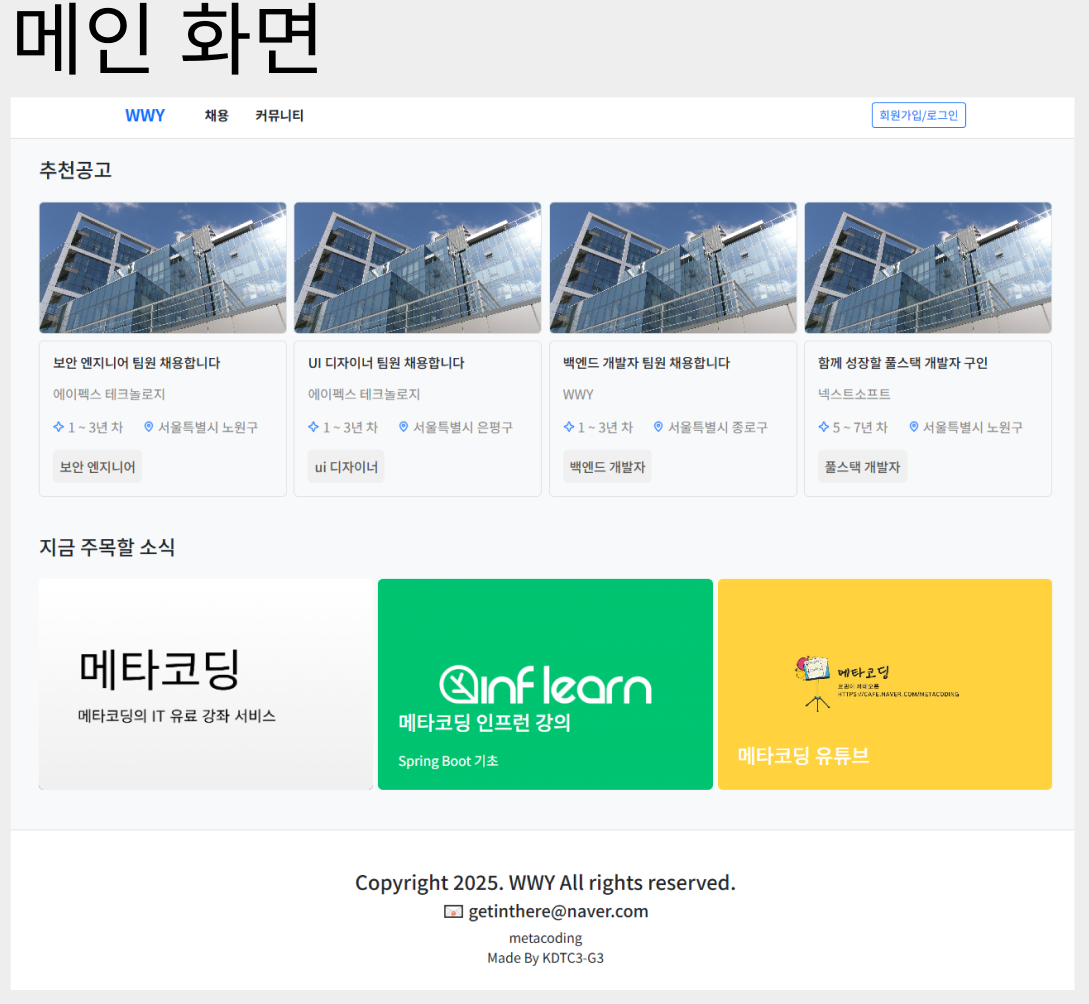 메인 화면
WWY 채용 커뮤니티 회원가입/로그인
추천공고
보안 엔지니어 팀원 채용합니다
에이펙스 테크놀로지
1 ~ 3년 차 서울특별시 노원구
보안 엔지니어
UI 디자이너 팀원 채용합니다
에이펙스 테크놀로지
1 ~ 3년 차 서울특별시 은평구
ui 디자이너
백엔드 개발자 팀원 채용합니다
WWY
1 ~ 3년 차 서울특별시 종로구
백엔드 개발자
함께 성장할 풀스택 개발자 구인
넥스트소프트
5 ~ 7년 차 서울특별시 노원구
풀스택 개발자
지금 주목할 소식
메타코딩
메타코딩의 IT 유료 강좌 서비스
inflearn
메타코딩 인프런 강의
Spring Boot 기초
메타코딩
HTTPS://CAFE.NAVER.COM/METACODING
메타코딩 유튜브
Copyright 2025. WWY All rights reserved.
getinthere@naver.com
metacoding
Made By KDTC3-G3